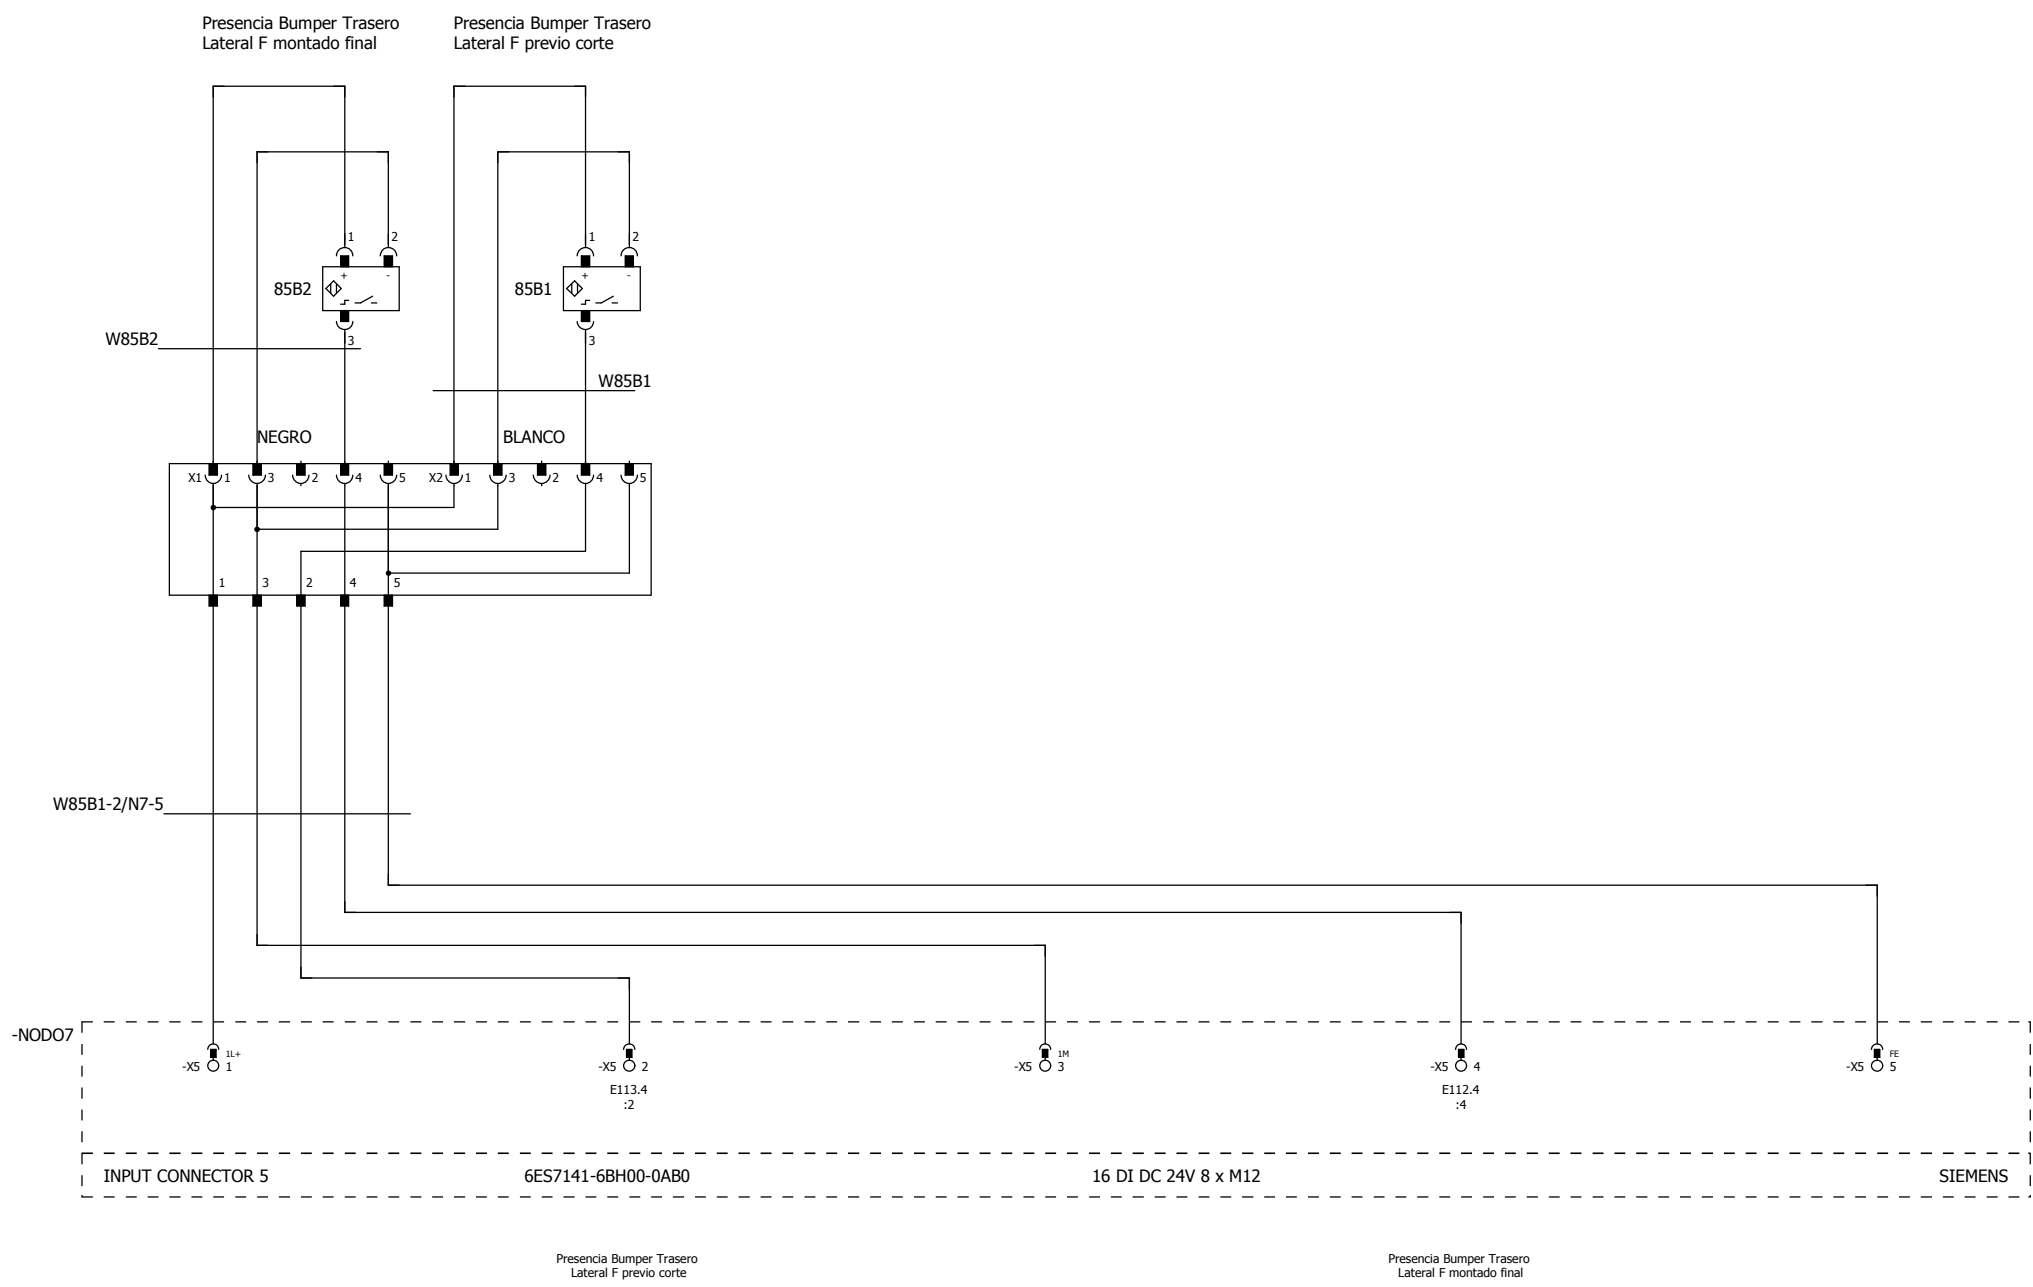 Presencia Bumper Trasero
Lateral F montado final
Presencia Bumper Trasero
Lateral F previo corte
1 2
1 2
+ -
+ -
85B2
85B1
3
3
W85B2
W85B1
NEGRO
BLANCO
X1 1 3 2 4 5 X2 1 3 2 4 5
1 3 2 4 5
W85B1-2/N7-5
-NODO7
1L+
-X5 1
-X5 2
1M
-X5 3
-X5 4
FE
-X5 5
E113.4
:2
E112.4
:4
INPUT CONNECTOR 5
6ES7141-6BH00-0AB0
16 DI DC 24V 8 x M12
SIEMENS
Presencia Bumper Trasero
Lateral F previo corte
Presencia Bumper Trasero
Lateral F montado final